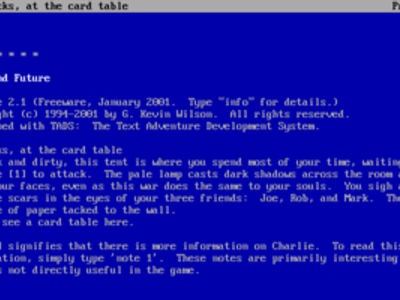 cks, at the card table
* * * *
nd Future
e 2.1 (Freeware, January 2001. Type "info" for details.)
ght (c) 1994-2001 by G. Kevin Wilson. All rights reserved.
ped with TADS: The Text Adventure Development System.
ks, at the card table
k and dirty, this tent is where you spend most of your time, waiting
e [1] to attack. The pale lamp casts dark shadows across the room a
our faces, even as this war does the same to your souls. You sigh a
e scars in the eyes of your three friends: Joe, Rob, and Mark. The
e of paper tacked to the wall.
see a card table here.
] signifies that there is more information on Charlie. To read this
ation, simply type 'note 1'. These notes are primarily interesting
s not directly useful in the game.